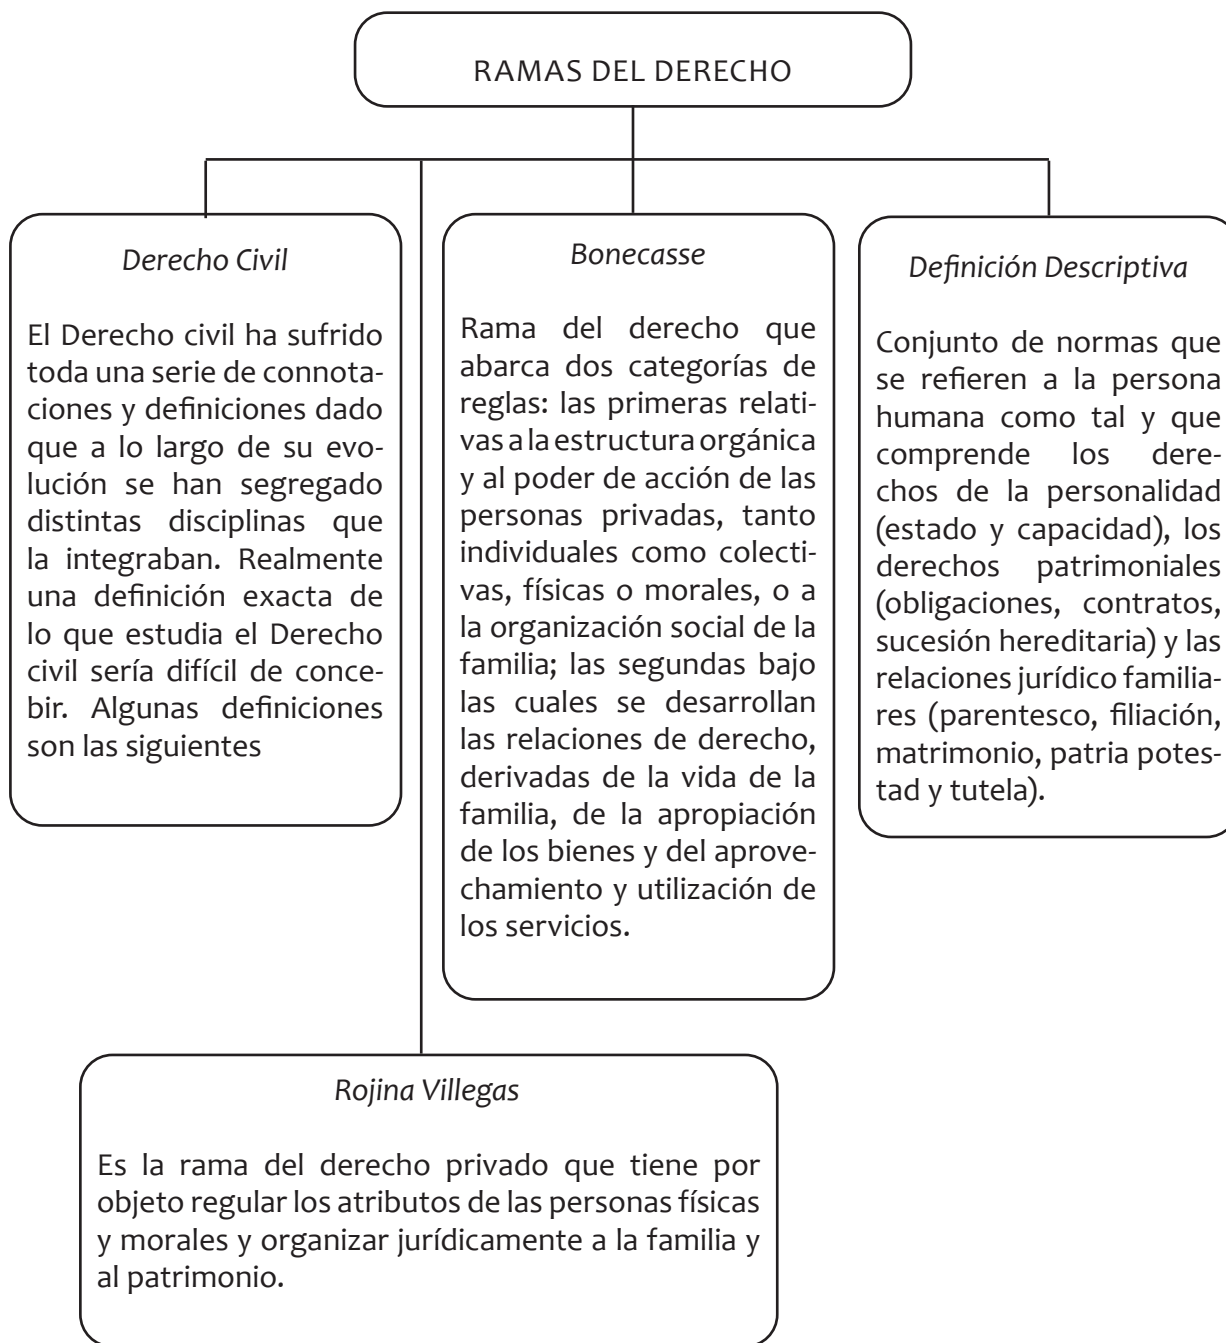 RAMAS DEL DERECHO
Derecho Civil
El Derecho civil ha sufrido
toda una serie de connota-
ciones y definiciones dado
que a lo largo de su evo-
lución se han segregado
distintas disciplinas que
la integraban. Realmente
una definición exacta de
lo que estudia el Derecho
civil sería difícil de conce-
bir. Algunas definiciones
son las siguientes
Bonecasse
Rama del derecho que
abarca dos categorías de
reglas: las primeras relati-
vas a la estructura orgánica
y al poder de acción de las
personas privadas, tanto
individuales como colecti-
vas, físicas o morales, o a
la organización social de la
familia; las segundas bajo
las cuales se desarrollan
las relaciones de derecho,
derivadas de la vida de la
familia, de la apropiación
de los bienes y del aprove-
chamiento y utilización de
los servicios.
Definición Descriptiva
Conjunto de normas que
se refieren a la persona
humana como tal y que
comprende los dere-
chos de la personalidad
(estado y capacidad), los
derechos patrimoniales
(obligaciones, contratos,
sucesión hereditaria) y las
relaciones jurídico familia-
res (parentesco, filiación,
matrimonio, patria potes-
tad y tutela).
Rojina Villegas
Es la rama del derecho privado que tiene por
objeto regular los atributos de las personas físicas
y morales y organizar jurídicamente a la familia y
al patrimonio.